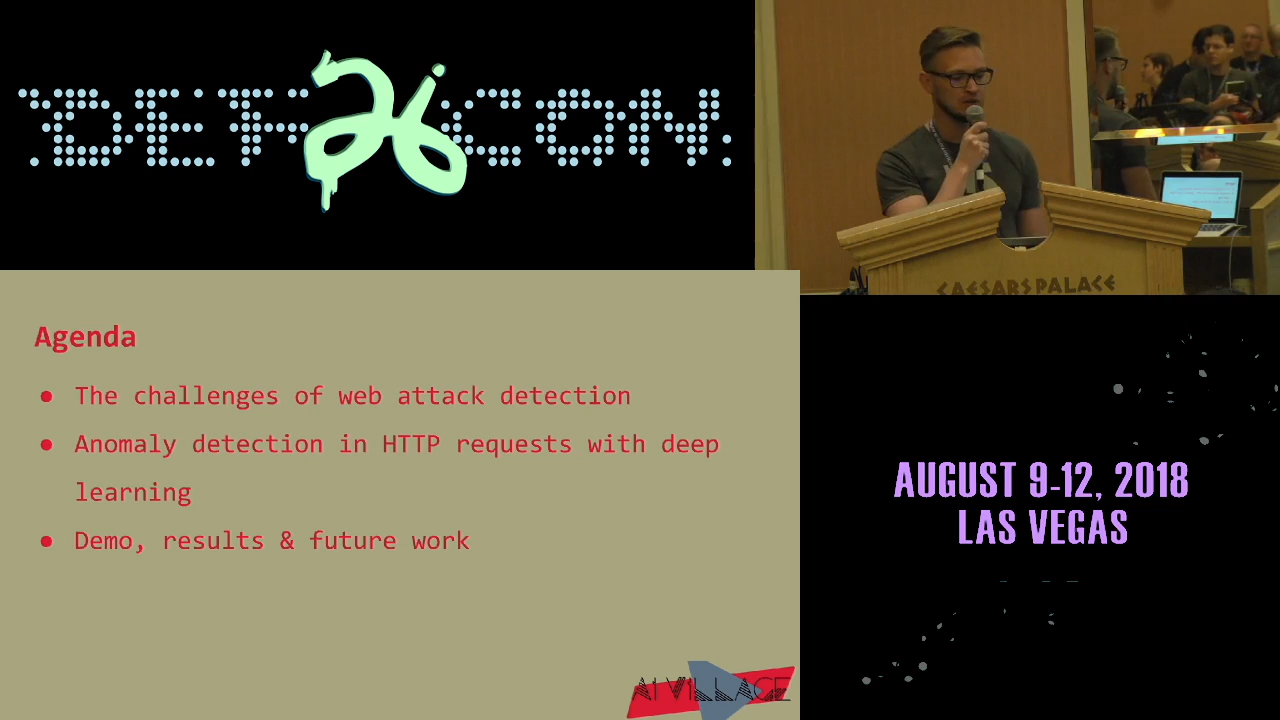 DEF 26 CON
CAESARS PALACE
Agenda
● The challenges of web attack detection
● Anomaly detection in HTTP requests with deep
learning
● Demo, results & future work
AUGUST 9-12, 2018
LAS VEGAS
AI VILLAGE